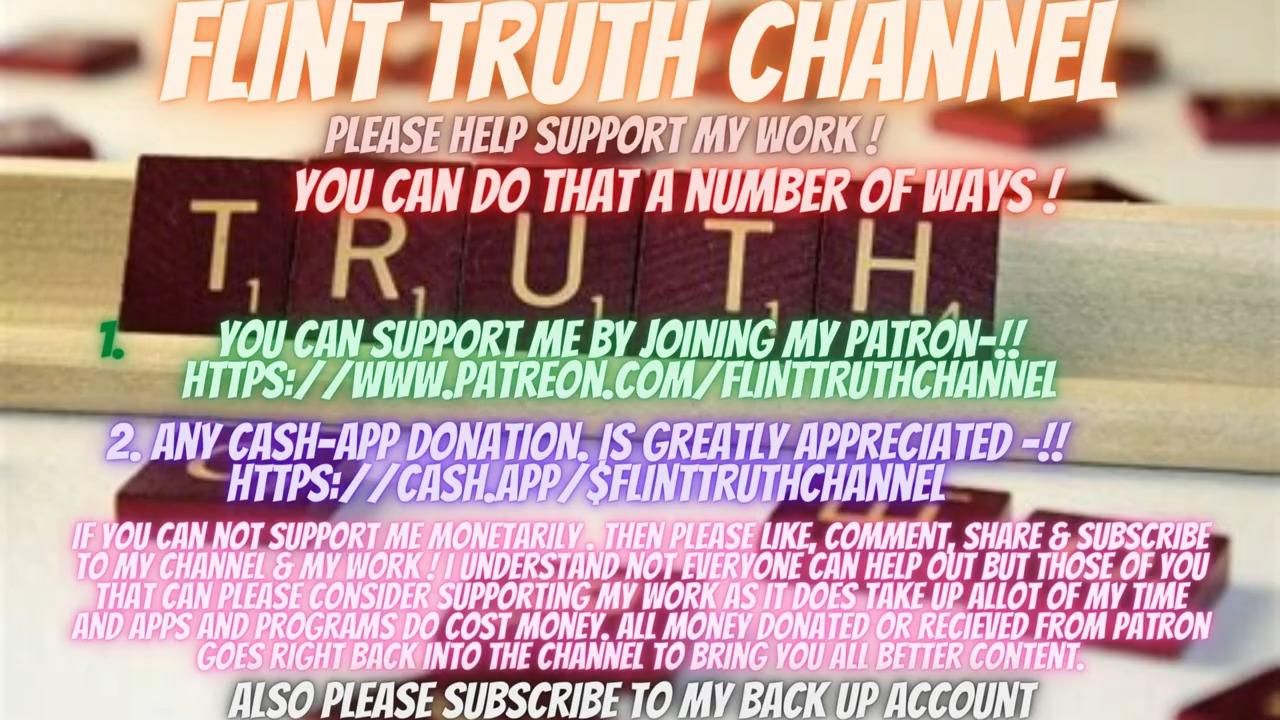 FLINT TRUTH CHANNEL
PLEASE HELP SUPPORT MY WORK !
YOU CAN DO THAT A NUMBER OF WAYS !
T1 R1 U1 T1 H4
1. YOU CAN SUPPORT ME BY JOINING MY PATRON-!!
HTTPS://WWW.PATREON.COM/FLINTTRUTHCHANNEL
2. ANY CASH-APP DONATION. IS GREATLY APPRECIATED -!!
HTTPS://CASH.APP/$FLINTTRUTHCHANNEL
IF YOU CAN NOT SUPPORT ME MONETARILY . THEN PLEASE LIKE, COMMENT, SHARE & SUBSCRIBE
TO MY CHANNEL & MY WORK ! I UNDERSTAND NOT EVERYONE CAN HELP OUT BUT THOSE OF YOU
THAT CAN PLEASE CONSIDER SUPPORTING MY WORK AS IT DOES TAKE UP ALLOT OF MY TIME
AND APPS AND PROGRAMS DO COST MONEY. ALL MONEY DONATED OR RECIEVED FROM PATRON
GOES RIGHT BACK INTO THE CHANNEL TO BRING YOU ALL BETTER CONTENT.
ALSO PLEASE SUBSCRIBE TO MY BACK UP ACCOUNT